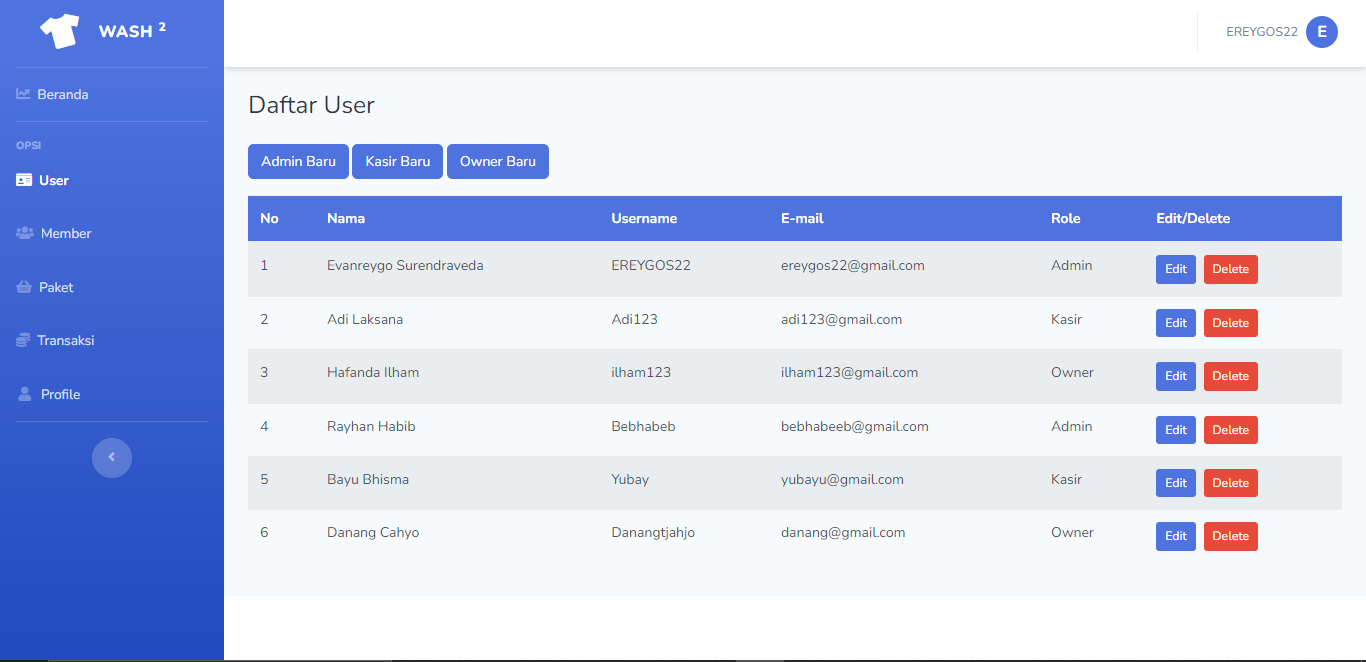 WASH 2
EREYGOS22 E
Beranda
OPSI
User
Member
Paket
Transaksi
Profile
Daftar User
Admin Baru Kasir Baru Owner Baru
No Nama Username E-mail Role Edit/Delete
1 Evanreygo Surendraveda EREYGOS22 ereygos22@gmail.com Admin Edit Delete
2 Adi Laksana Adi123 adi123@gmail.com Kasir Edit Delete
3 Hafanda Ilham ilham123 ilham123@gmail.com Owner Edit Delete
4 Rayhan Habib Bebhabeb bebhabeeb@gmail.com Admin Edit Delete
5 Bayu Bhisma Yubay yubayu@gmail.com Kasir Edit Delete
6 Danang Cahyo Danangtjahjo danang@gmail.com Owner Edit Delete